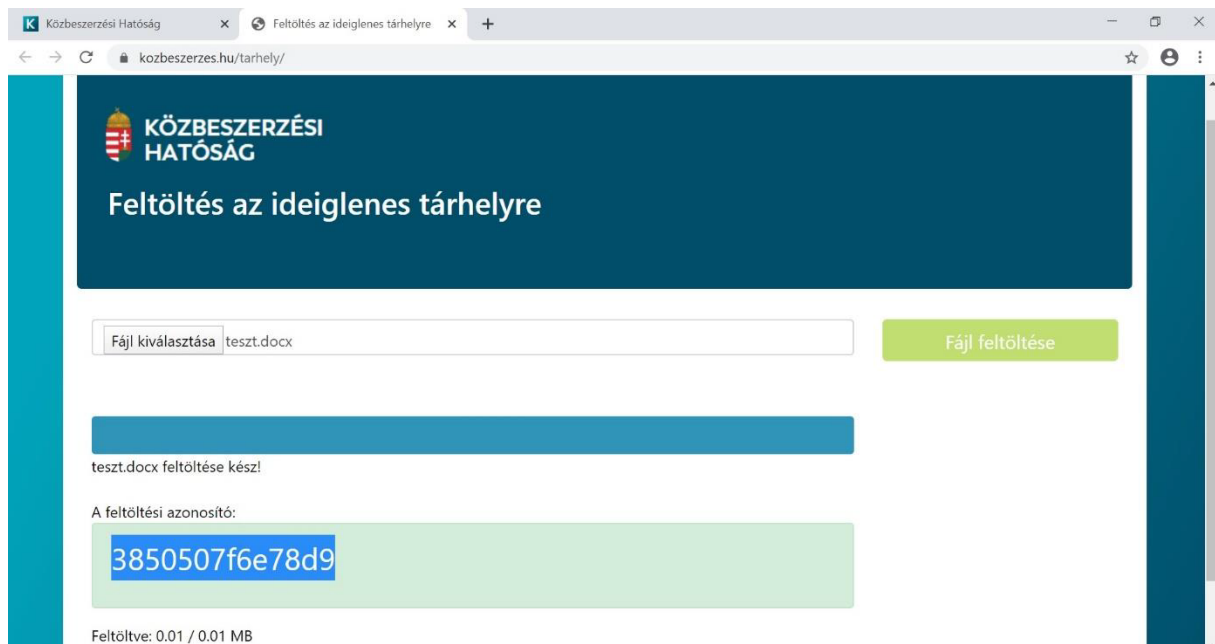 K Közbeszerzési Hatóság
Feltöltés az ideiglenes tárhelyre
kozbeszerzes.hu/tarhely/
KÖZBESZERZÉSI
HATÓSÁG
Feltöltés az ideiglenes tárhelyre
Fájl kiválasztása teszt.docx
Fájl feltöltése
teszt.docx feltöltése kész!
A feltöltési azonosító:
3850507f6e78d9
Feltöltve: 0.01 / 0.01 MB